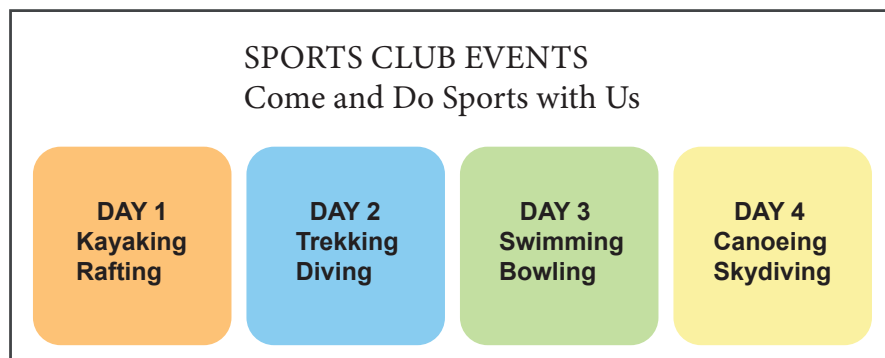 SPORTS CLUB EVENTS
Come and Do Sports with Us
DAY 1
Kayaking
Rafting
DAY 2
Trekking
Diving
DAY 3
Swimming
Bowling
DAY 4
Canoeing
Skydiving